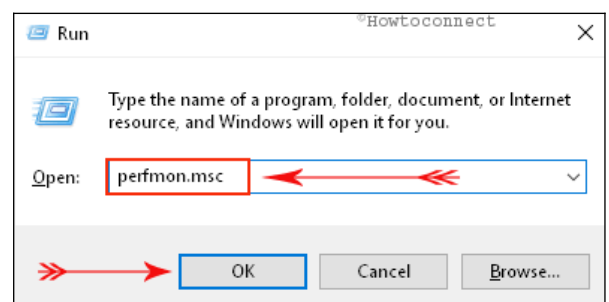 ©Howtoconnect
Run
Type the name of a program, folder, document, or Internet
resource, and Windows will open it for you.
Open: perfmon.msc
OK Cancel Browse...